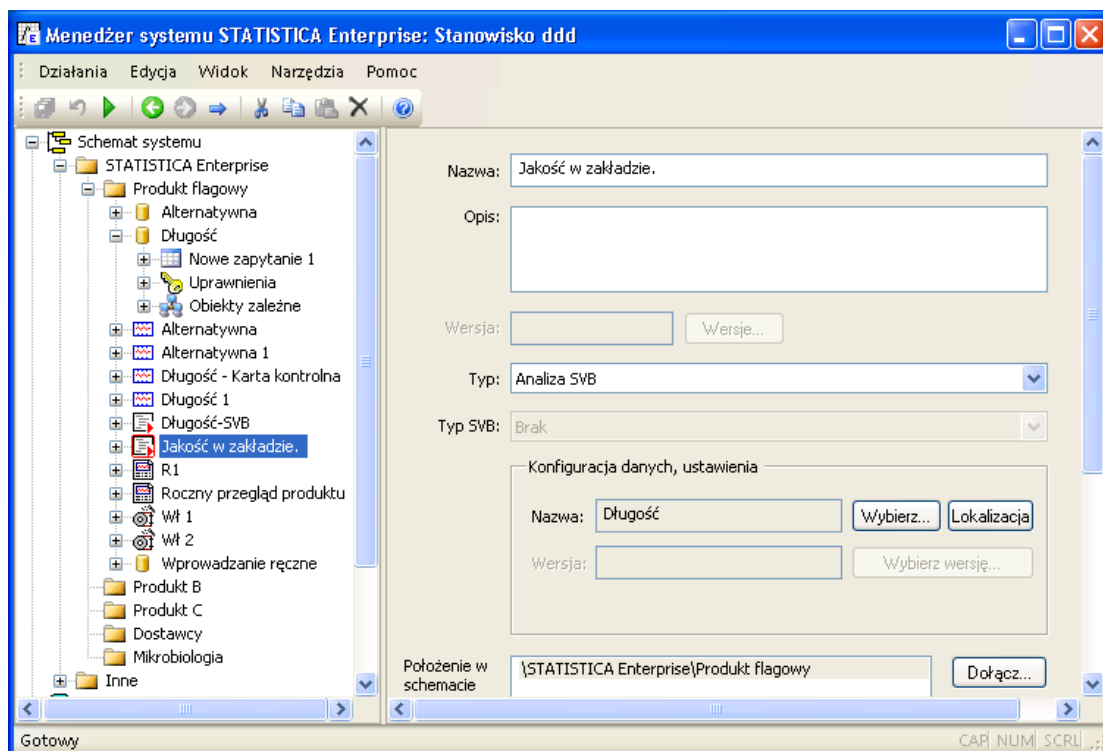 Menedżer systemu STATISTICA Enterprise: Stanowisko ddd
Działania Edycja Widok Narzędzia Pomoc
Schemat systemu
STATISTICA Enterprise
Produkt flagowy
Alternatywna
Długość
Nowe zapytanie 1
Uprawnienia
Obiekty zależne
Alternatywna
Alternatywna 1
Długość - Karta kontrolna
Długość 1
Długość-SVB
Jakość w zakładzie.
R1
Roczny przegląd produktu
Wł 1
Wł 2
Wprowadzanie ręczne
Produkt B
Produkt C
Dostawcy
Mikrobiologia
Inne
Nazwa: Jakość w zakładzie.
Opis:
Wersja: Wersje...
Typ: Analiza SVB
Typ SVB: Brak
Konfiguracja danych, ustawienia
Nazwa: Długość Wybierz... Lokalizacja
Wersja: Wybierz wersję...
Położenie w
schemacie
\STATISTICA Enterprise\Produkt flagowy Dołącz...
Gotowy CAP NUM SCRL